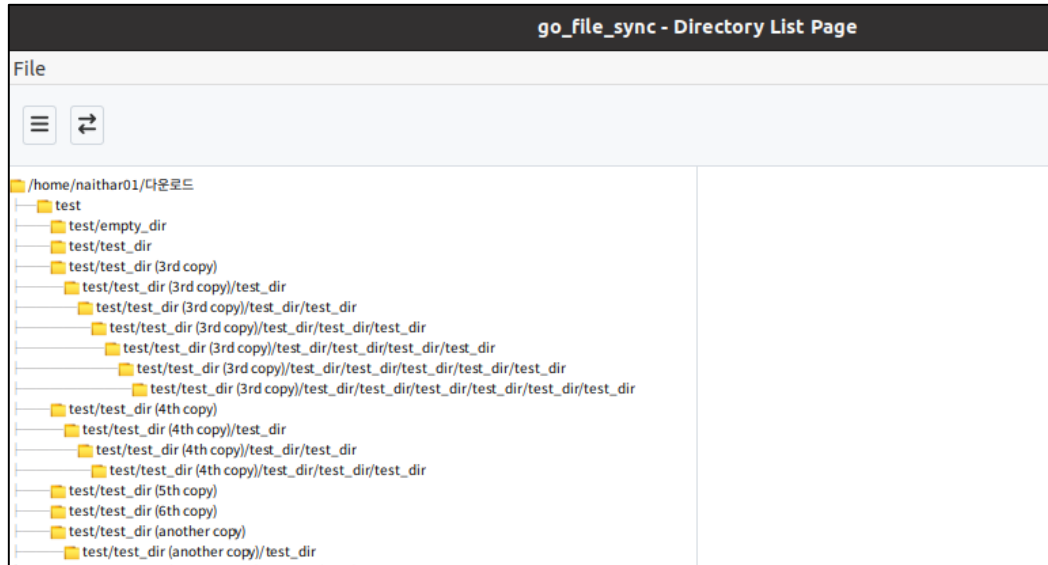 go_file_sync - Directory List Page
File
/home/naithar01/다운로드
test
test/empty_dir
test/test_dir
test/test_dir (3rd copy)
test/test_dir (3rd copy)/test_dir
test/test_dir (3rd copy)/test_dir/test_dir
test/test_dir (3rd copy)/test_dir/test_dir/test_dir
test/test_dir (3rd copy)/test_dir/test_dir/test_dir/test_dir
test/test_dir (3rd copy)/test_dir/test_dir/test_dir/test_dir/test_dir
test/test_dir (3rd copy)/test_dir/test_dir/test_dir/test_dir/test_dir/test_dir
test/test_dir (4th copy)
test/test_dir (4th copy)/test_dir
test/test_dir (4th copy)/test_dir/test_dir
test/test_dir (4th copy)/test_dir/test_dir/test_dir
test/test_dir (5th copy)
test/test_dir (6th copy)
test/test_dir (another copy)
test/test_dir (another copy)/test_dir